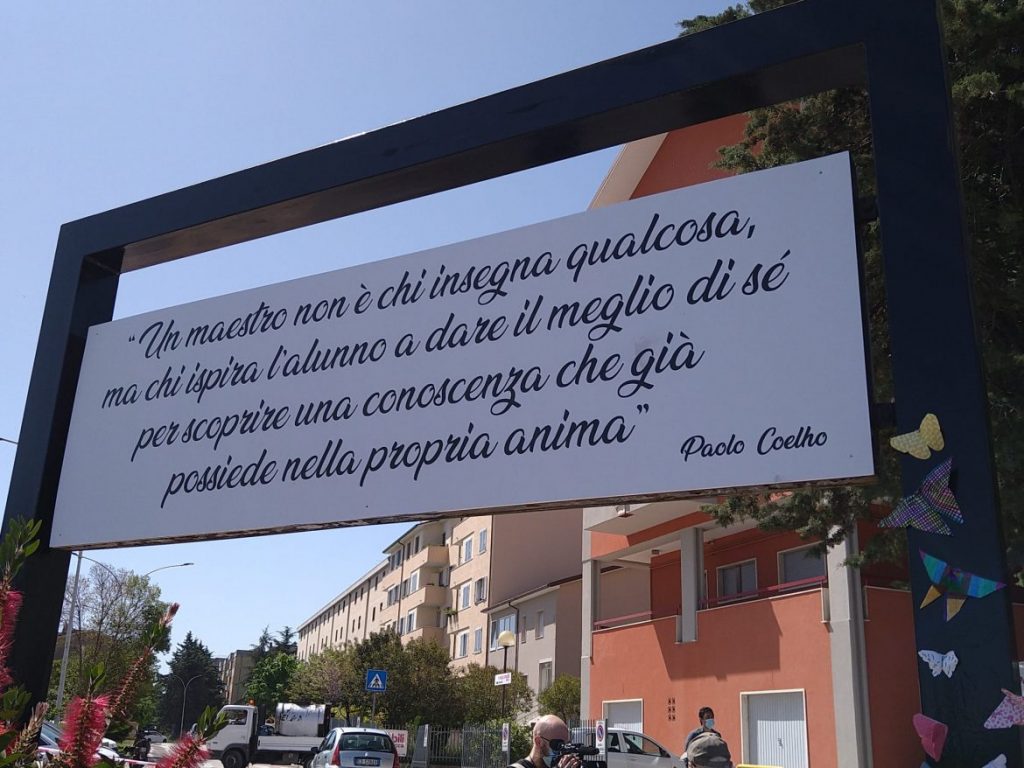 “Un maestro non è chi insegna qualcosa,
ma chi ispira l'alunno a dare il meglio di sé
per scoprire una conoscenza che già
possiede nella propria anima”
Paolo Coelho